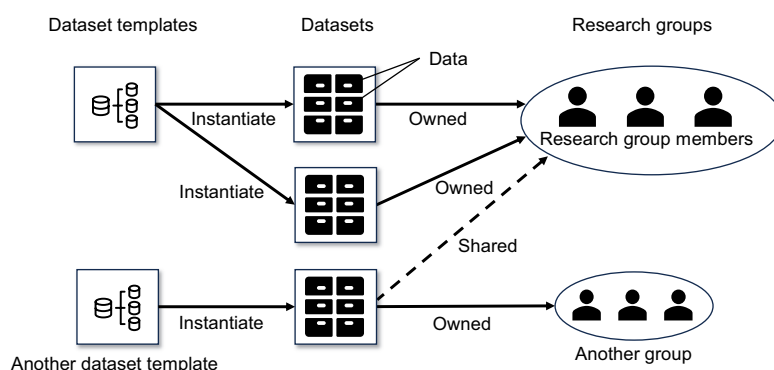 Dataset templates
Datasets
Research groups
Data
Instantiate
Owned
Research group members
Instantiate
Owned
Shared
Instantiate
Owned
Another dataset template
Another group